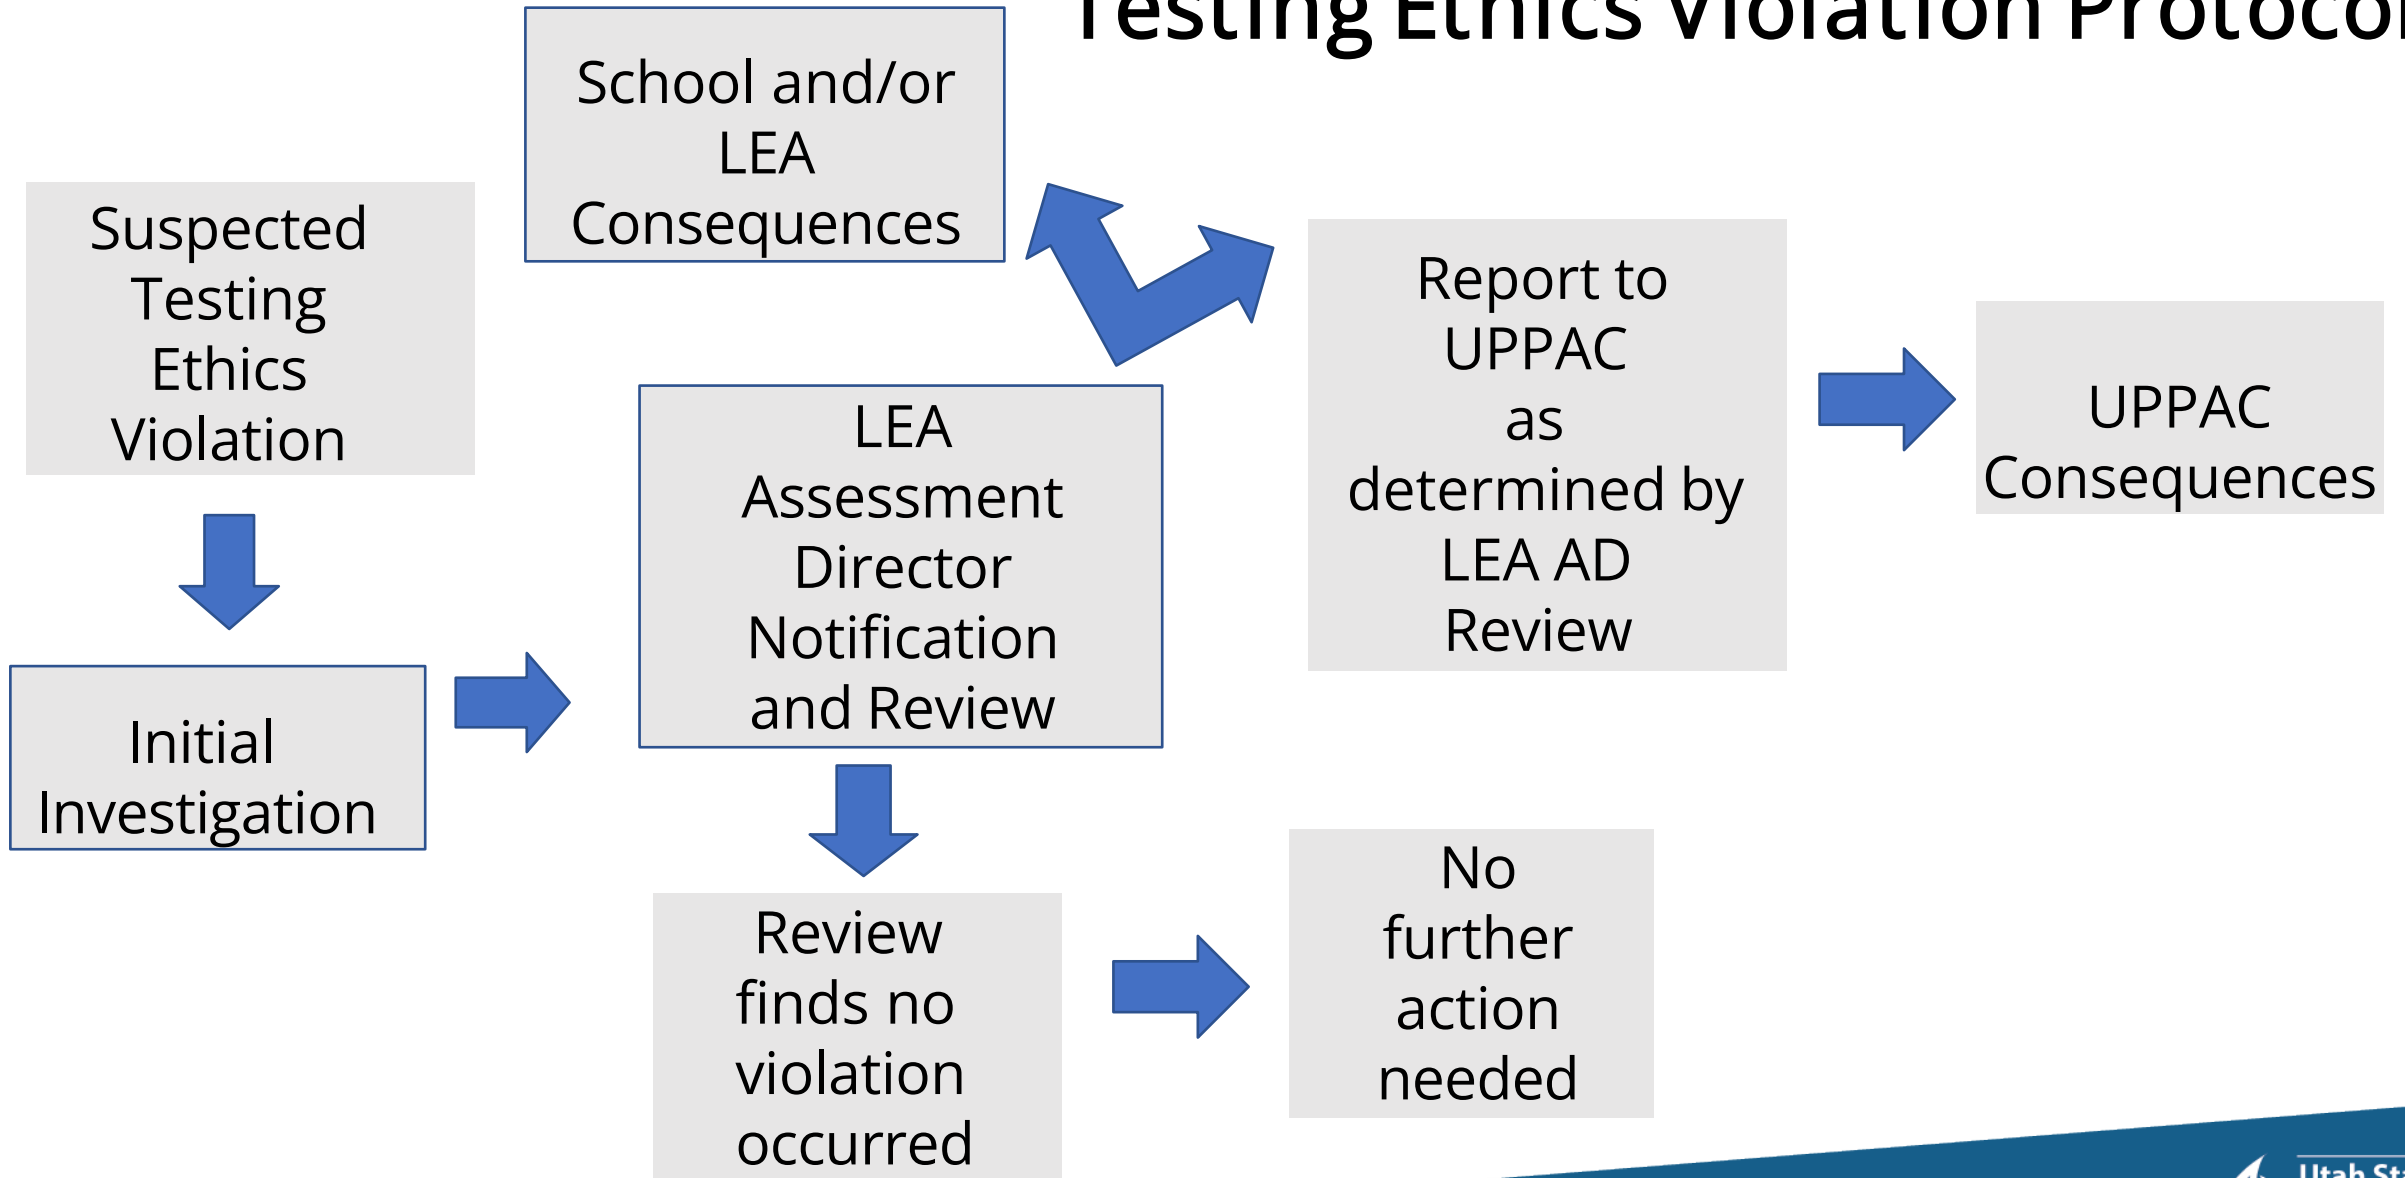 Testing Ethics Violation Protocol
School and/or
LEA
Consequences
Suspected
Testing
Ethics
Violation
Initial
Investigation
LEA
Assessment
Director
Notification
and Review
Report to
UPPAC
as
determined by
LEA AD
Review
UPPAC
Consequences
Review
finds no
violation
occurred
No
further
action
needed
Utah